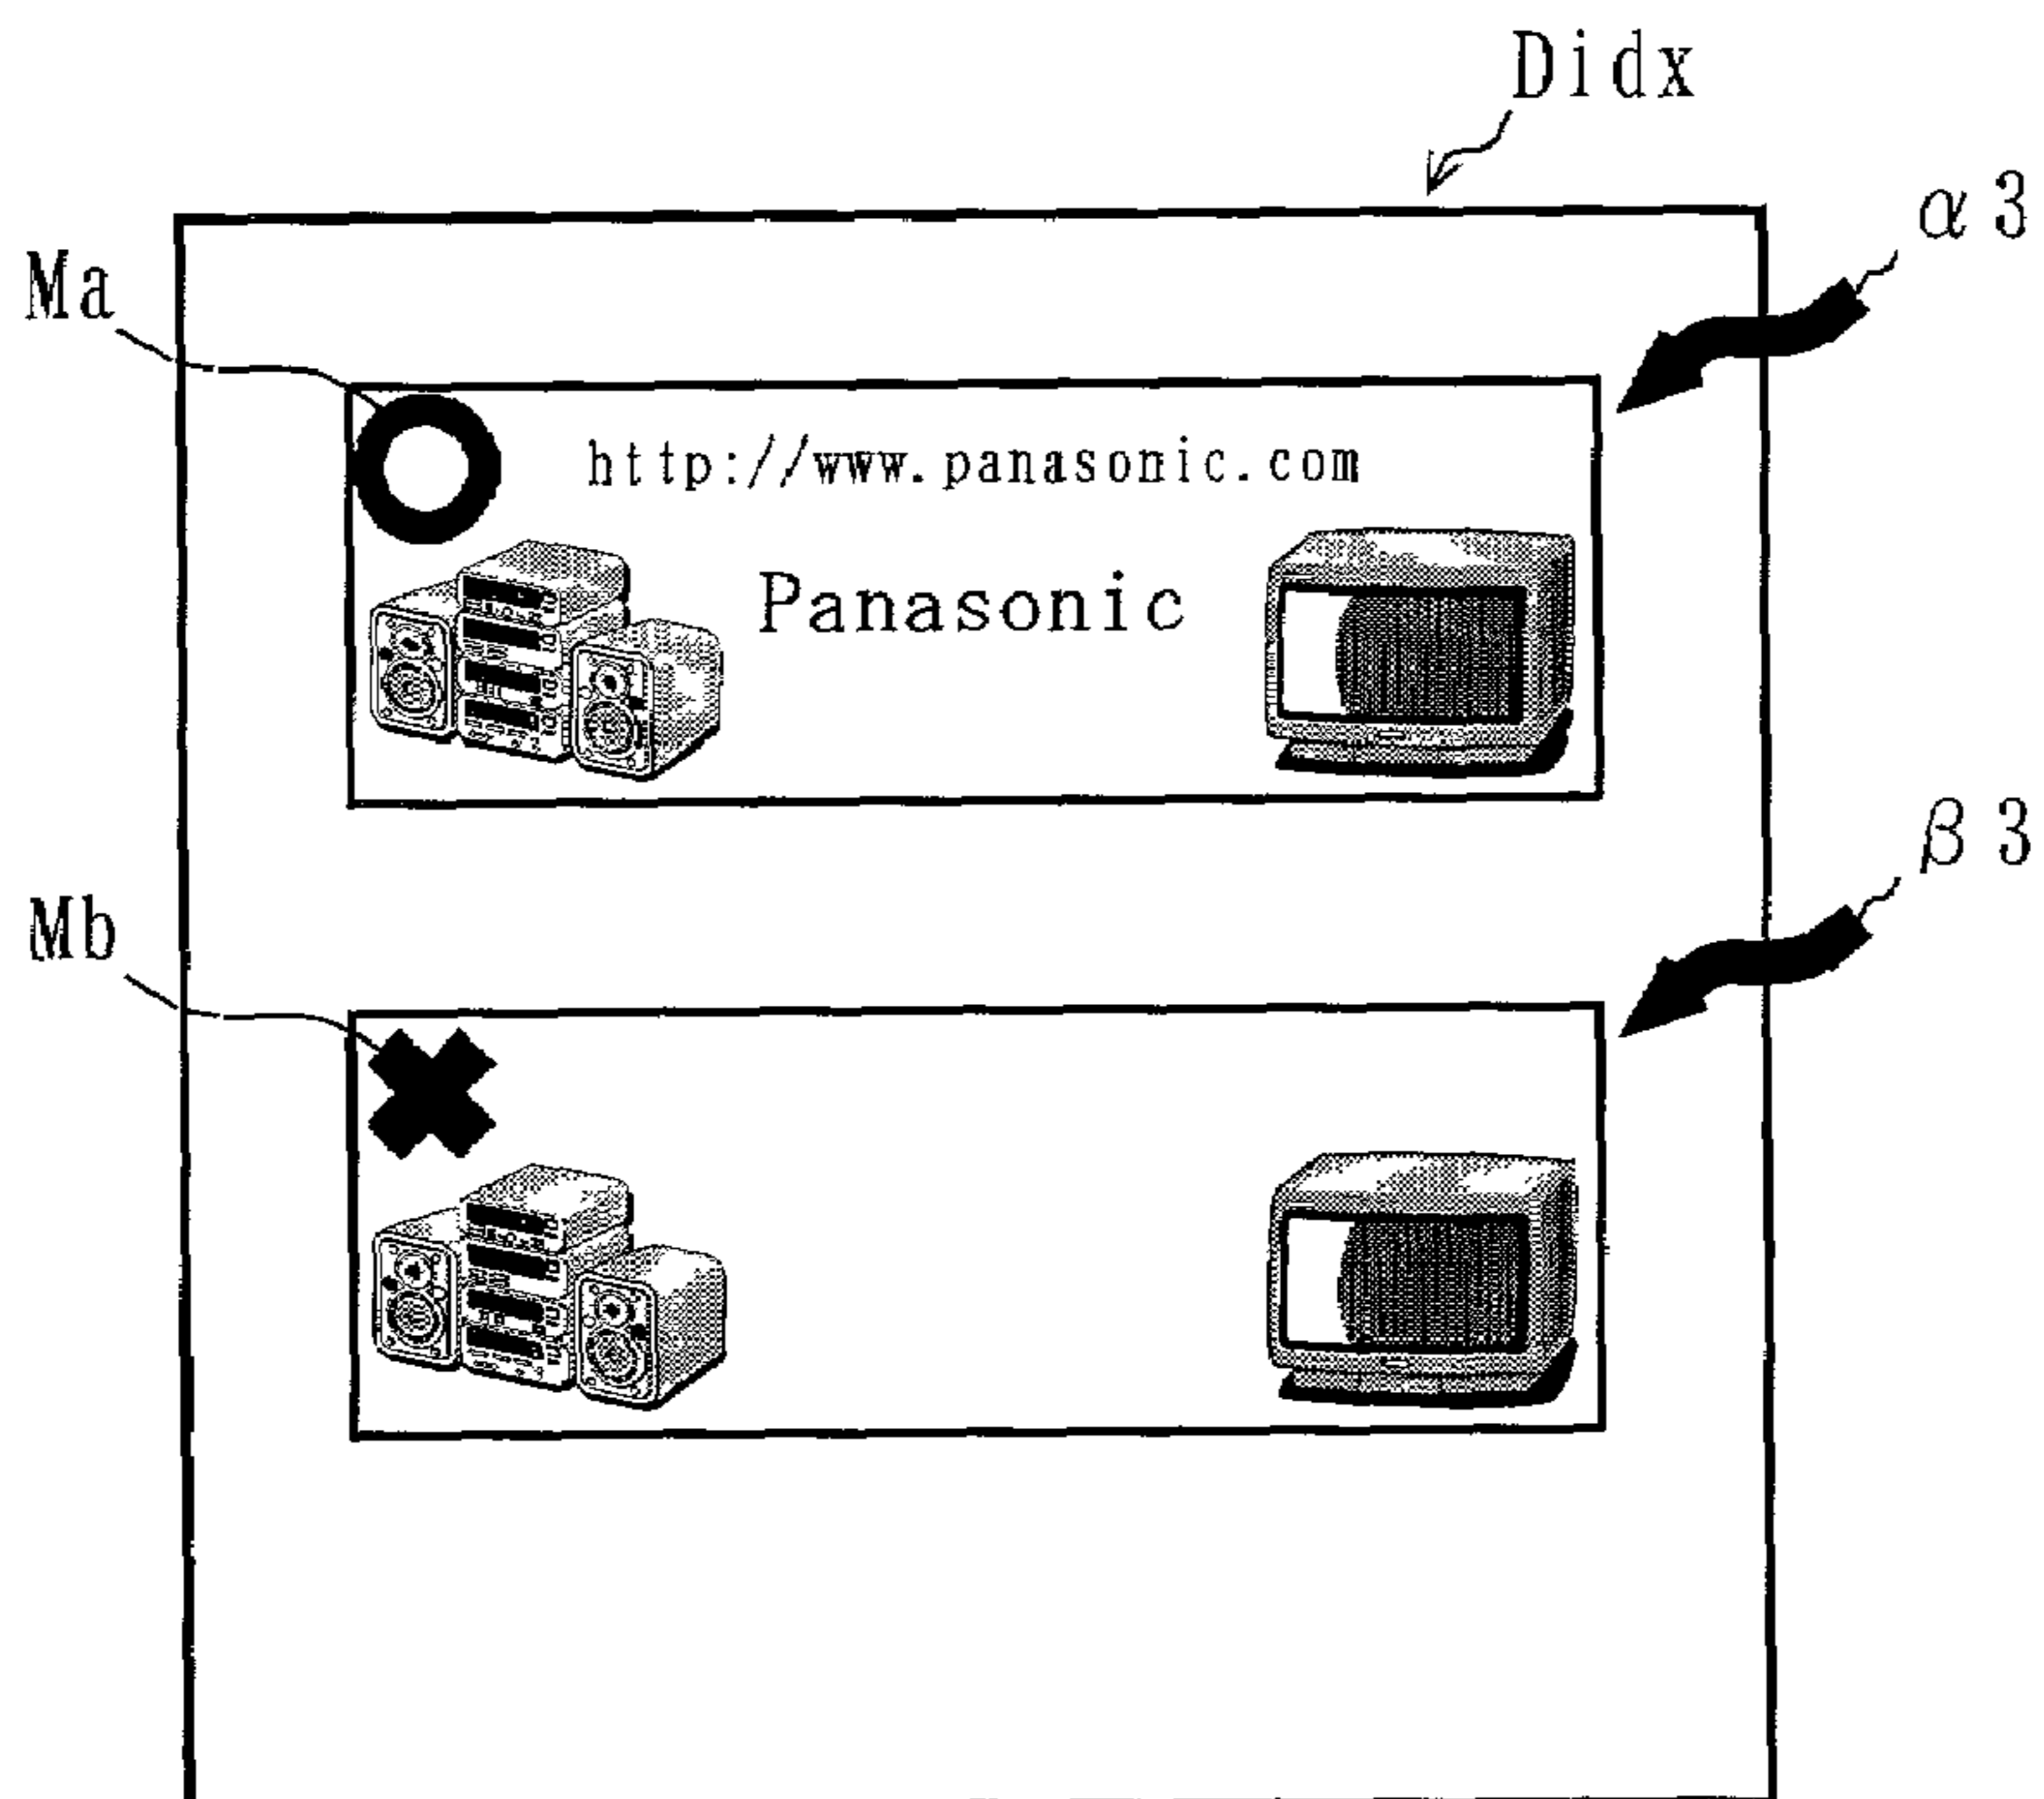 Didx
α3
Ma
http://www.panasonic.com
Panasonic
β3
Mb